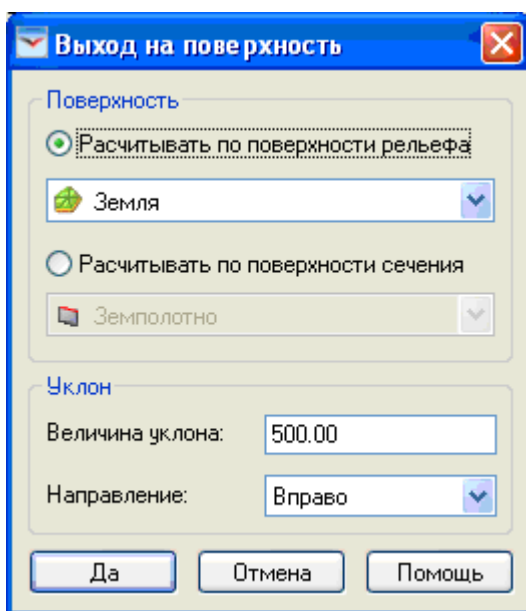 Выход на поверхность
Поверхность
Расчитывать по поверхности рельефа
Земля
Расчитывать по поверхности сечения
Земполотно
Уклон
Величина уклона: 500.00
Направление: Вправо
Да Отмена Помощь